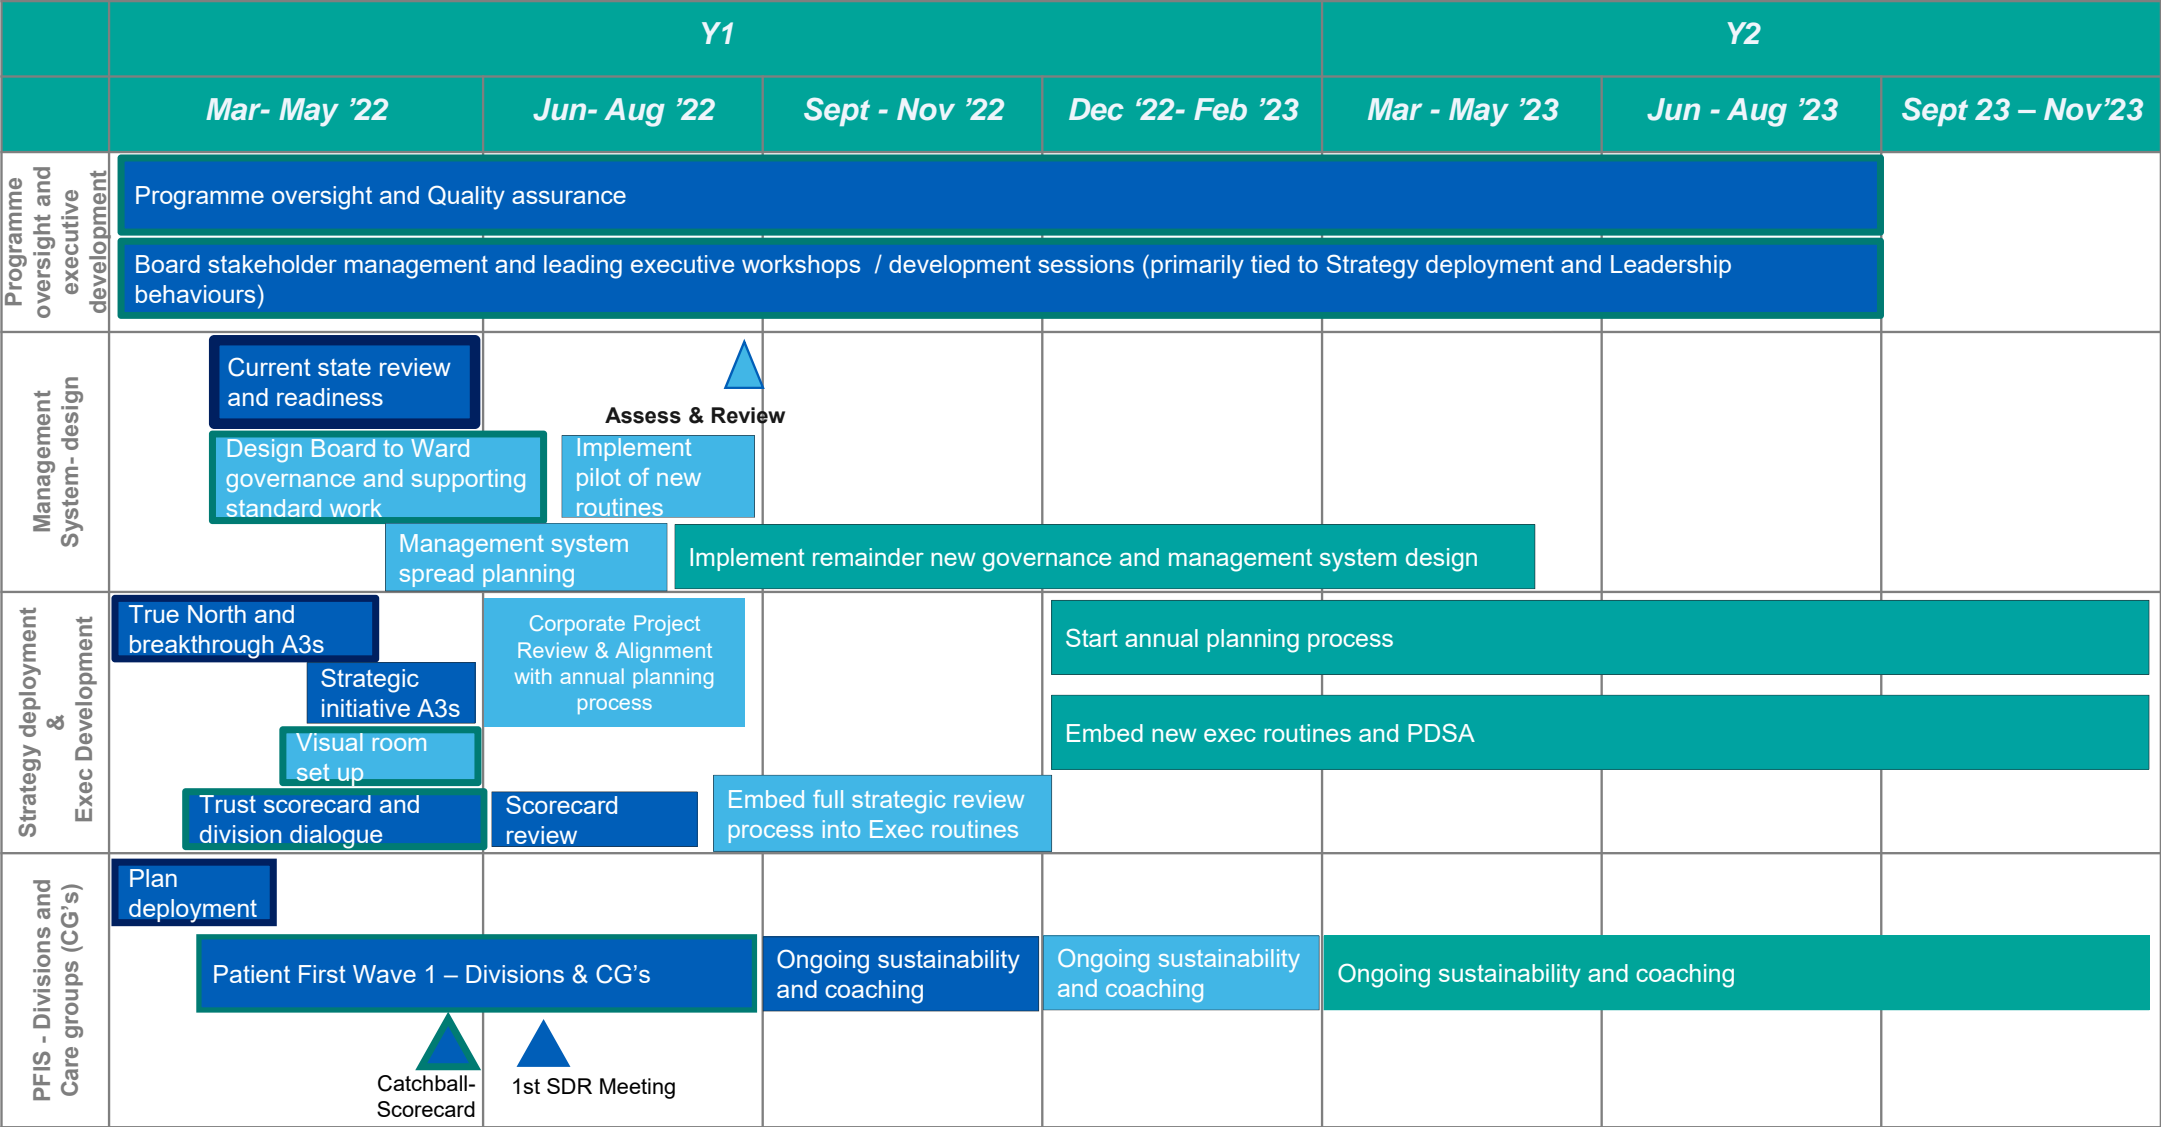 Y1
Y2
Mar- May ’22
Jun- Aug ’22
Sept - Nov ’22
Dec ‘22- Feb ’23
Mar - May ’23
Jun - Aug ’23
Sept 23 – Nov’23
Programme
oversight and
executive
development
Programme oversight and Quality assurance
Board stakeholder management and leading executive workshops  / development sessions (primarily tied to Strategy deployment and Leadership
behaviours)
Management
System- design
Current state review
and readiness
Assess & Review
Design Board to Ward
governance and supporting
standard work
Implement
pilot of new
routines
Management system
spread planning
Implement remainder new governance and management system design
Strategy deployment
&
Exec Development
True North and
breakthrough A3s
Strategic
initiative A3s
Visual room
set up
Trust scorecard and
division dialogue
Corporate Project
Review & Alignment
with annual planning
process
Scorecard
review
Embed full strategic review
process into Exec routines
Start annual planning process
Embed new exec routines and PDSA
PFIS - Divisions and
Care groups (CG’s)
Plan
deployment
Patient First Wave 1 – Divisions & CG’s
Ongoing sustainability
and coaching
Ongoing sustainability
and coaching
Ongoing sustainability and coaching
Catchball-
Scorecard
1st SDR Meeting